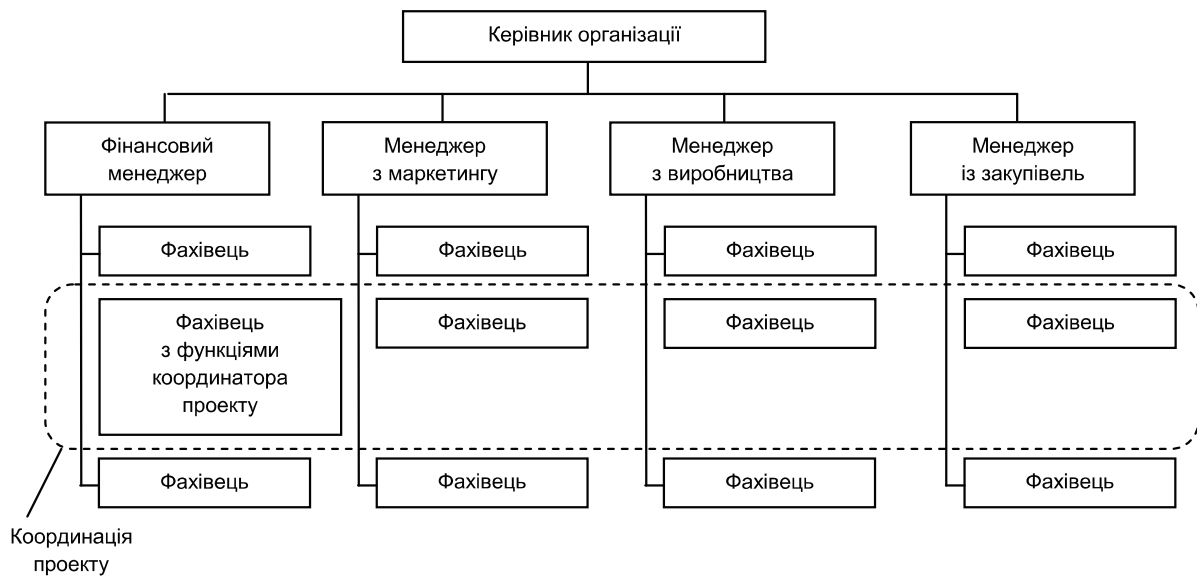 Керівник організації
Фінансовий
менеджер
Менеджер
з маркетингу
Менеджер
з виробництва
Менеджер
із закупівель
Фахівець
Фахівець
Фахівець
Фахівець
Фахівець
з функціями
координатора
проекту
Фахівець
Фахівець
Фахівець
Фахівець
Фахівець
Фахівець
Фахівець
Координація
проекту